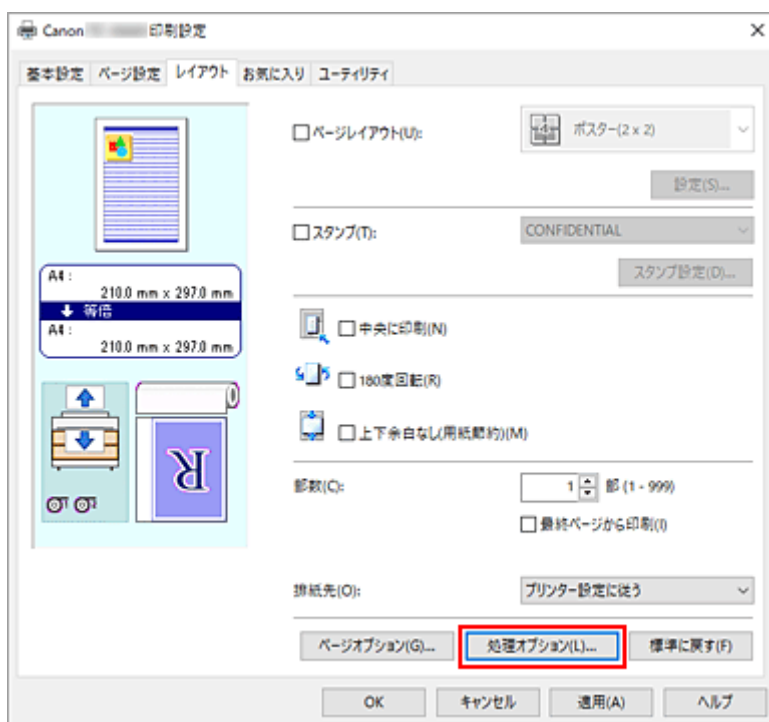 Canon 印刷設定
基本設定 ページ設定 レイアウト お気に入り ユーティリティ
ページレイアウト(U):
ポスター(2 x 2)
設定(S)...
スタンプ(T):
CONFIDENTIAL
スタンプ設定(D)...
A4 :
210.0 mm x 297.0 mm
等倍
A4 :
210.0 mm x 297.0 mm
R
中央に印刷(N)
180度回転(R)
上下余白なし(用紙節約)(M)
部数(C):
1 部 (1 - 999)
最終ページから印刷(I)
排紙先(O):
プリンター設定に従う
ページオプション(G)... 処理オプション(L)... 標準に戻す(F)
OK キャンセル 適用(A) ヘルプ